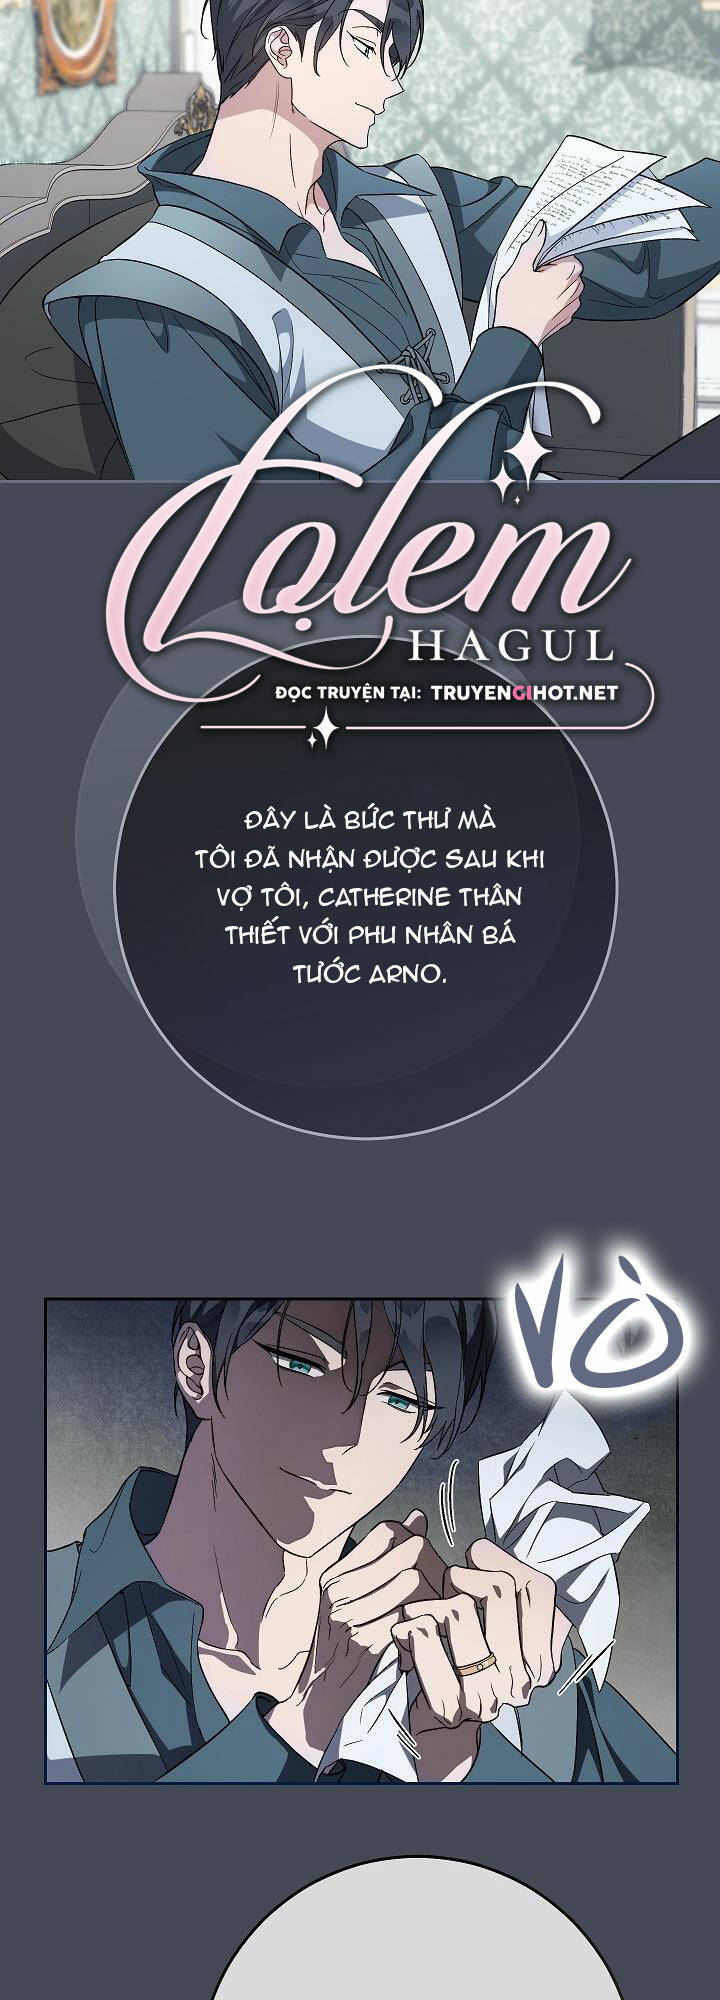 Lọlem
HAGUL
ĐỌC TRUYỆN TẠI: TRUYENGIHOT.NET
ĐÂY LÀ BỨC THƯ MÀ
TÔI ĐÃ NHẬN ĐƯỢC SAU KHI
VỢ TÔI, CATHERINE THÂN
THIẾT VỚI PHU NHÂN BÁ
TƯỚC ARNO.
VÒ